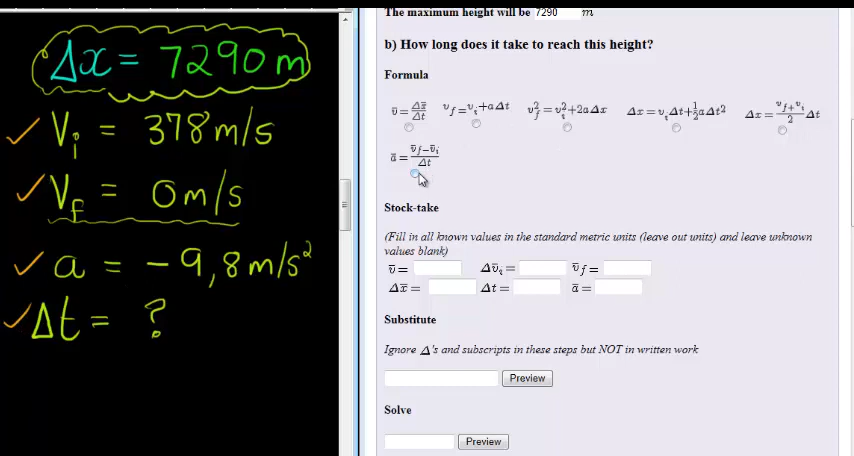 Δx = 7290 m
✓ Vi = 378 m/s
✓ Vf = 0 m/s
✓ a = -9,8 m/s²
✓ Δt = ?
The maximum height will be 7290 m
b) How long does it take to reach this height?
Formula
v̄ = Δx̄/Δt vf = vi + aΔt vf² = vi² + 2aΔx Δx = viΔt + ½aΔt² Δx = (vf + vi)/2 Δt
ā = (v̄f − v̄i)/Δt
Stock-take
(Fill in all known values in the standard metric units (leave out units) and leave unknown
values blank)
v̄ = Δv̄i = v̄f =
Δx̄ = Δt = ā =
Substitute
Ignore Δ's and subscripts in these steps but NOT in written work
Preview
Solve
Preview